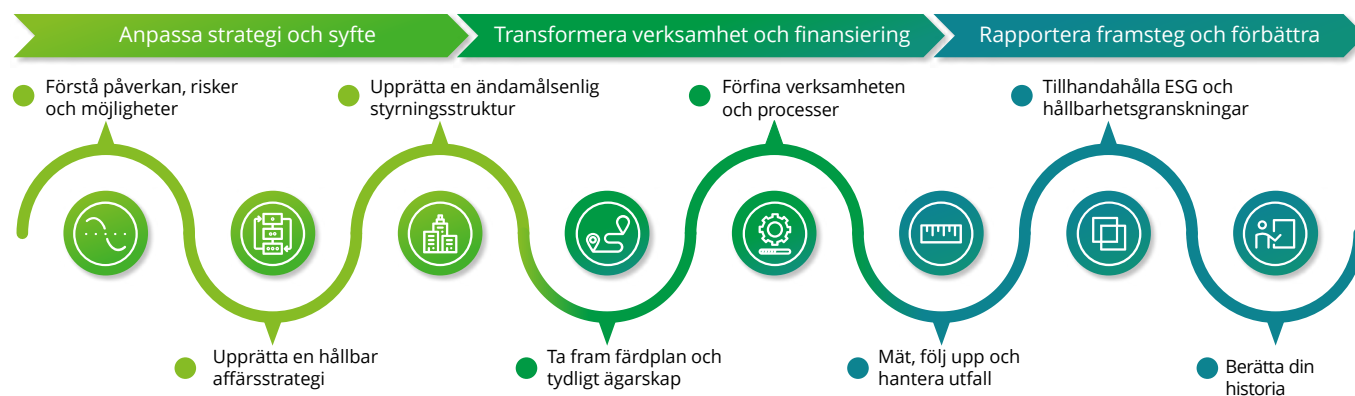 Anpassa strategi och syfte
Transformera verksamhet och finansiering
Rapportera framsteg och förbättra
Förstå påverkan, risker
och möjligheter
Upprätta en ändamålsenlig
styrningsstruktur
Förfina verksamheten
och processer
Tillhandahålla ESG och
hållbarhetsgranskningar
Upprätta en hållbar
affärsstrategi
Ta fram färdplan och
tydligt ägarskap
Mät, följ upp och
hantera utfall
Berätta din
historia